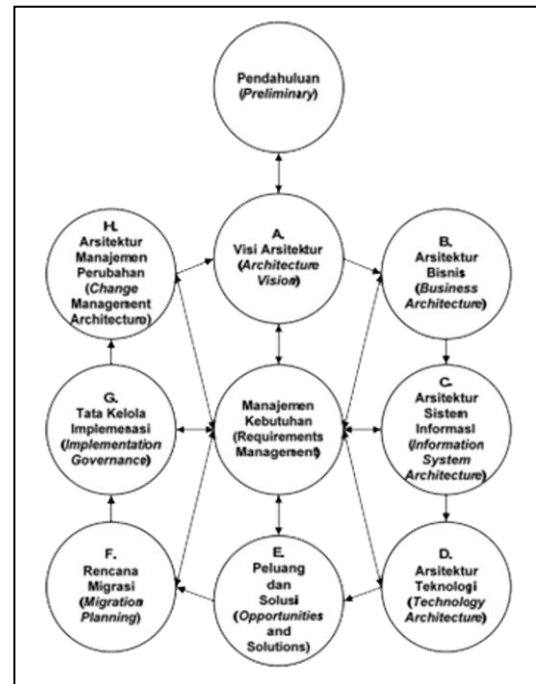 Pendahuluan
(Preliminary)
A.
Visi Arsitektur
(Architecture
Vision)
B.
Arsitektur
Bisnis
(Business
Architecture)
C.
Arsitektur
Sistem
Informasi
(Information
System
Architecture)
D.
Arsitektur
Teknologi
(Technology
Architecture)
E.
Peluang
dan
Solusi
(Opportunities
and
Solutions)
F.
Rencana
Migrasi
(Migration
Planning)
G.
Tata Kelola
Implemenasi
(Implementation
Governance)
H.
Arsitektur
Manajemen
Perubahan
(Change
Management
Architecture)
Manajemen
Kebutuhan
(Requirements
Management)